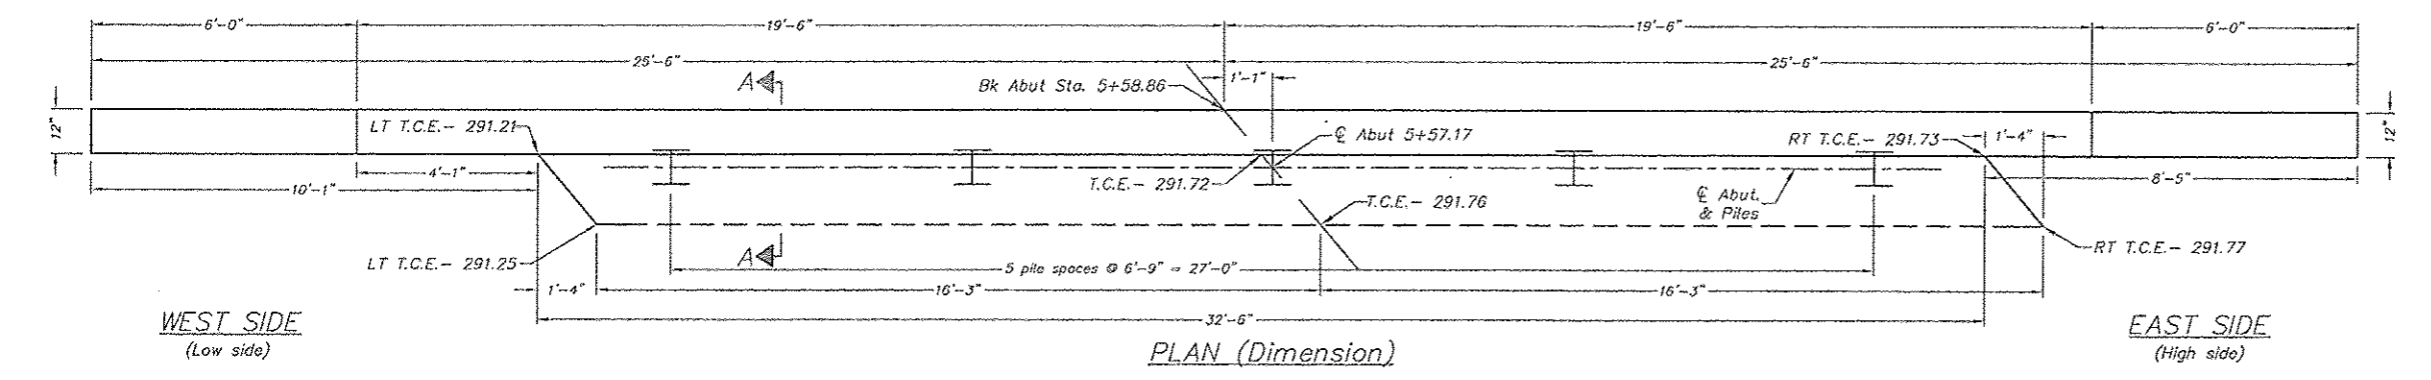 6'-0" 19'-6" 19'-6" 6'-0"
25'-6" 25'-6"
A 1'-1"
Bk Abut Sta. 5+58.86
12" LT T.C.E.- 291.21 ℄ Abut 5+57.17 RT T.C.E.- 291.73 1'-4" 12"
4'-1" T.C.E.- 291.72 8'-5"
10'-1" ℄ Abut.
& Piles
T.C.E.- 291.76
LT T.C.E.- 291.25 A RT T.C.E.- 291.77
5 pile spaces @ 6'-9" = 27'-0"
1'-4" 16'-3" 16'-3"
32'-6"
WEST SIDE
(Low side)
PLAN (Dimension)
EAST SIDE
(High side)